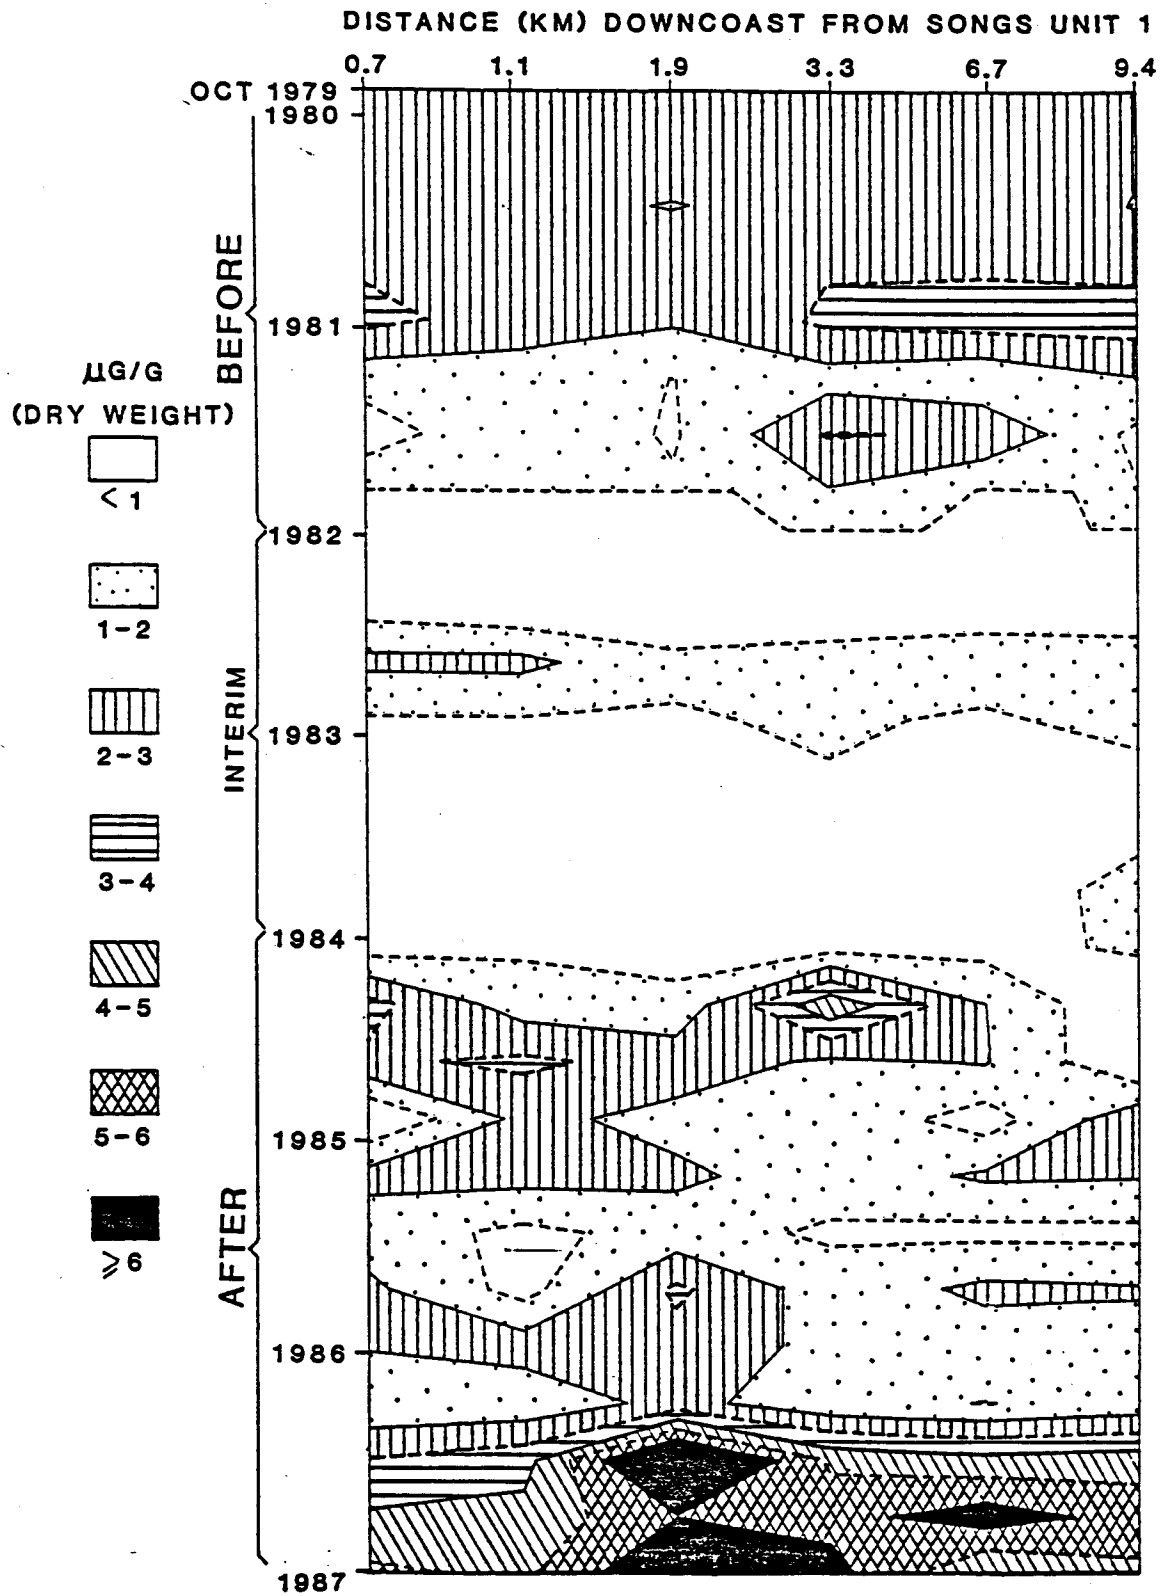 DISTANCE (KM) DOWNCOAST FROM SONGS UNIT 1
0.7 1.1 1.9 3.3 6.7 9.4
OCT 1979
1980
BEFORE
1981
µG/G
(DRY WEIGHT)
< 1
1982
1-2
INTERIM
2-3
1983
3-4
1984
4-5
5-6
1985
AFTER
⩾6
1986
1987